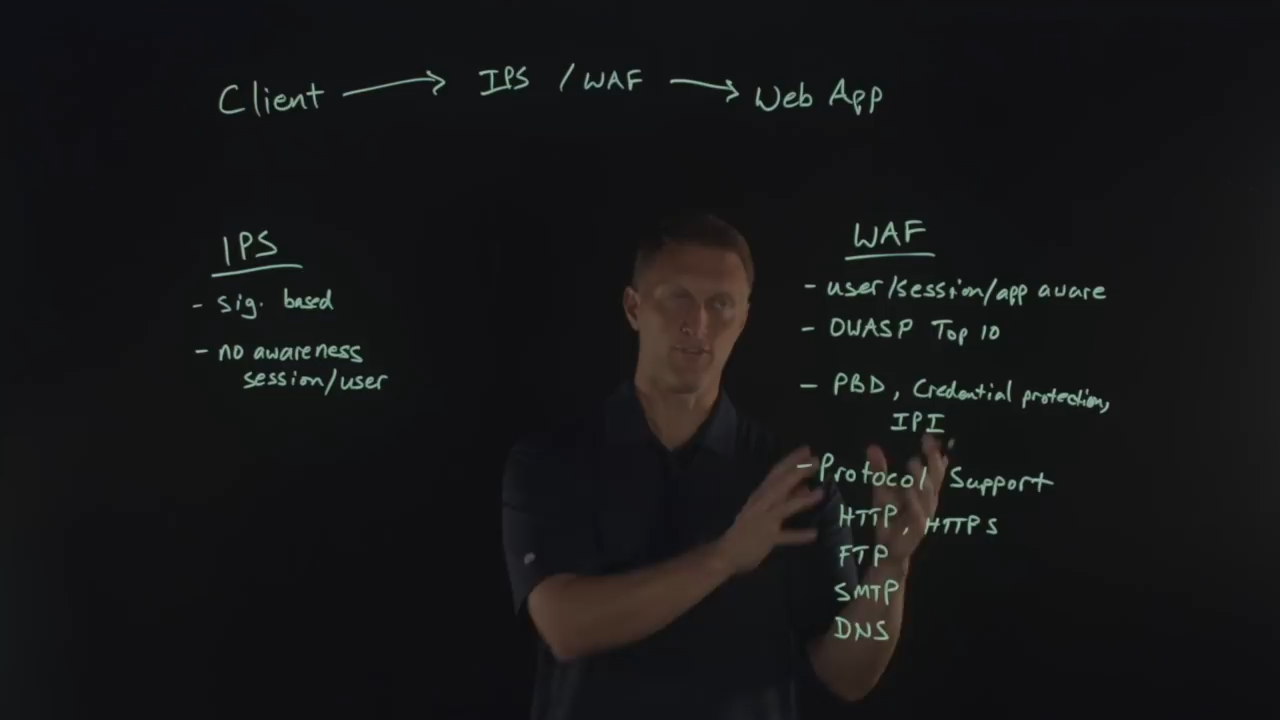 Client → IPS / WAF → Web App
IPS
- sig. based
- no awareness
session/user
WAF
- user/session/app aware
- OWASP Top 10
- PBD, Credential protection,
IPI
- Protocol Support
HTTP, HTTPS
FTP
SMTP
DNS